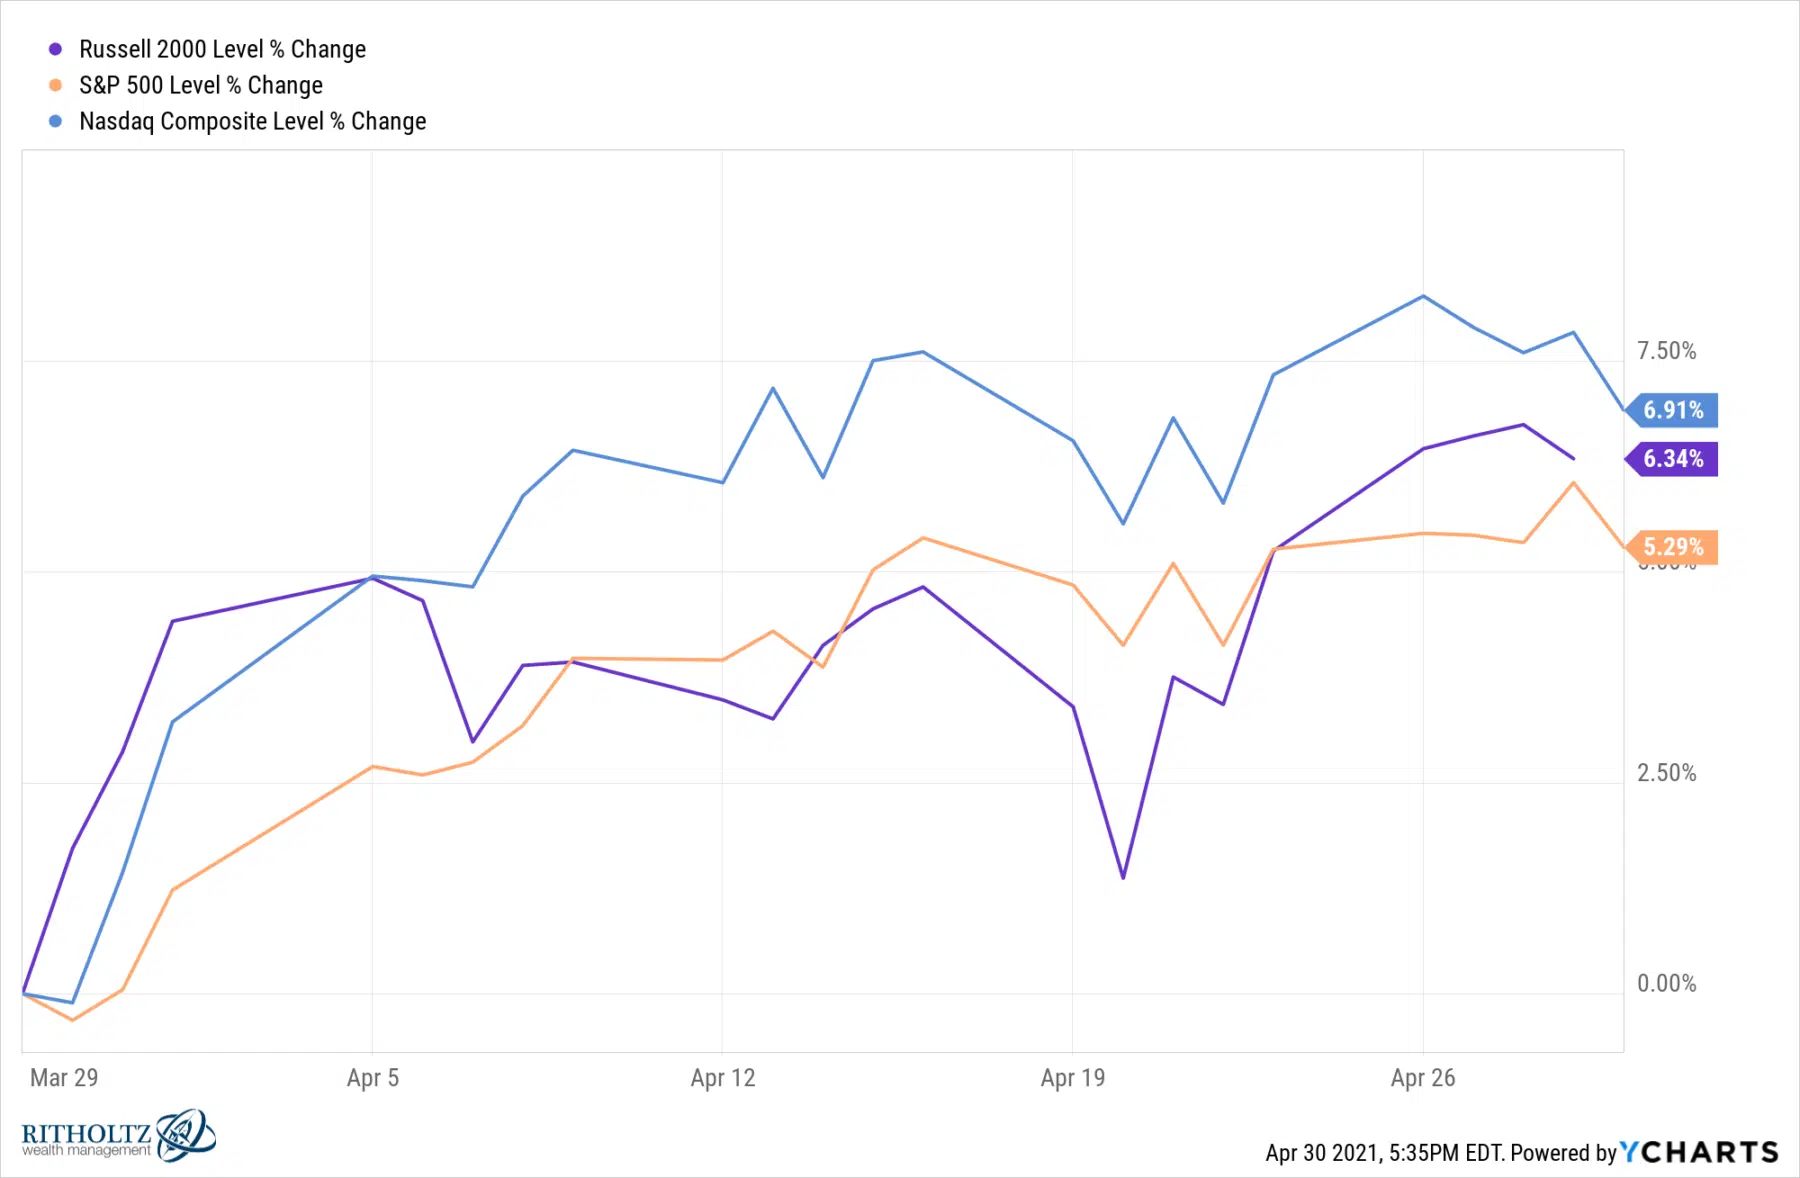 Russell 2000 Level % Change
S&P 500 Level % Change
Nasdaq Composite Level % Change
7.50%
6.91%
6.34%
5.29%
5.00%
2.50%
0.00%
Mar 29
Apr 5
Apr 12
Apr 19
Apr 26
RITHOLTZ
wealth management
Apr 30 2021, 5:35PM EDT. Powered by YCHARTS